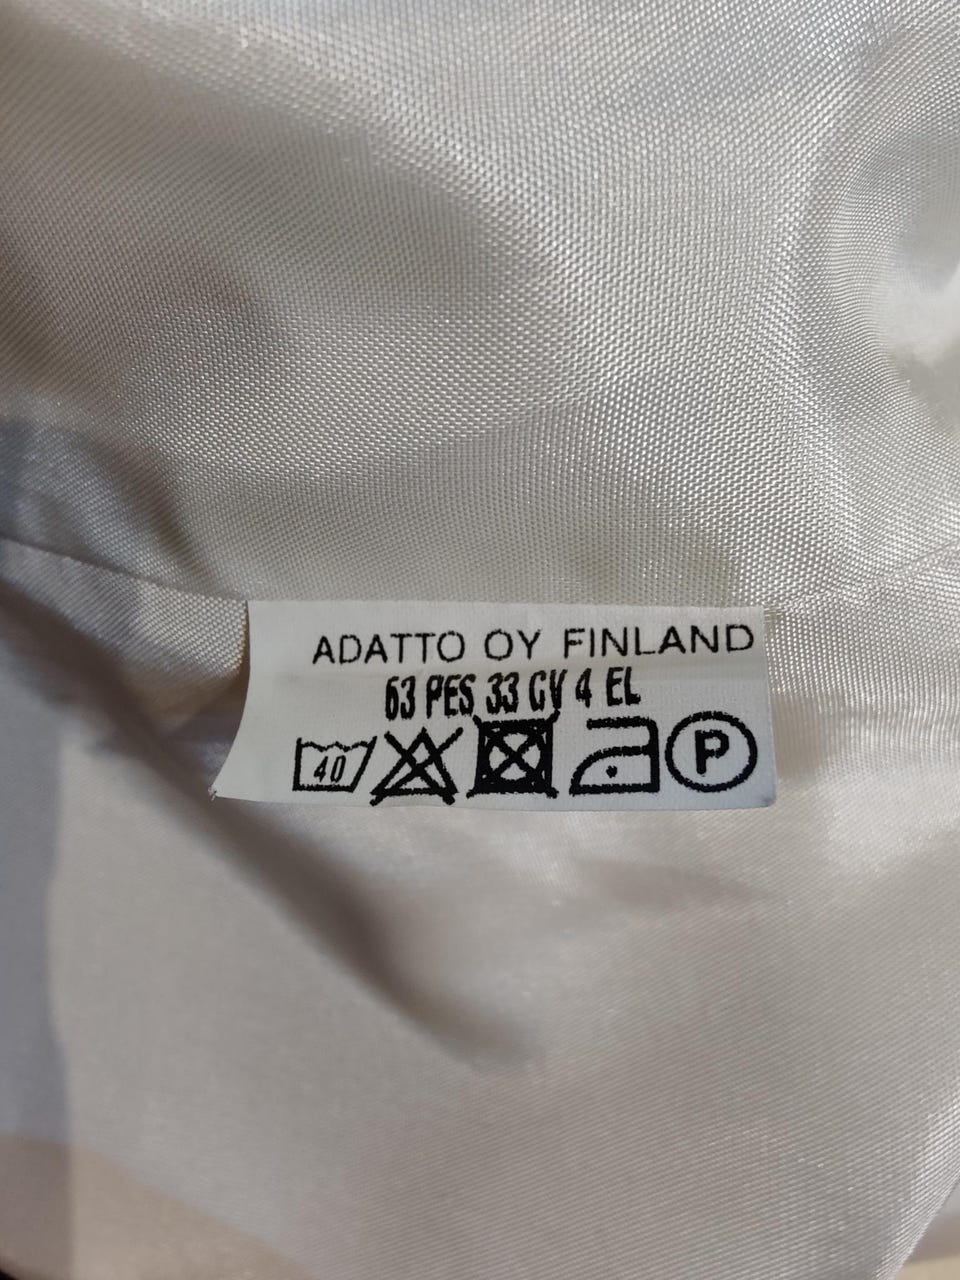 ADATTO OY FINLAND
63 PES 33 CV 4 EL
40 P